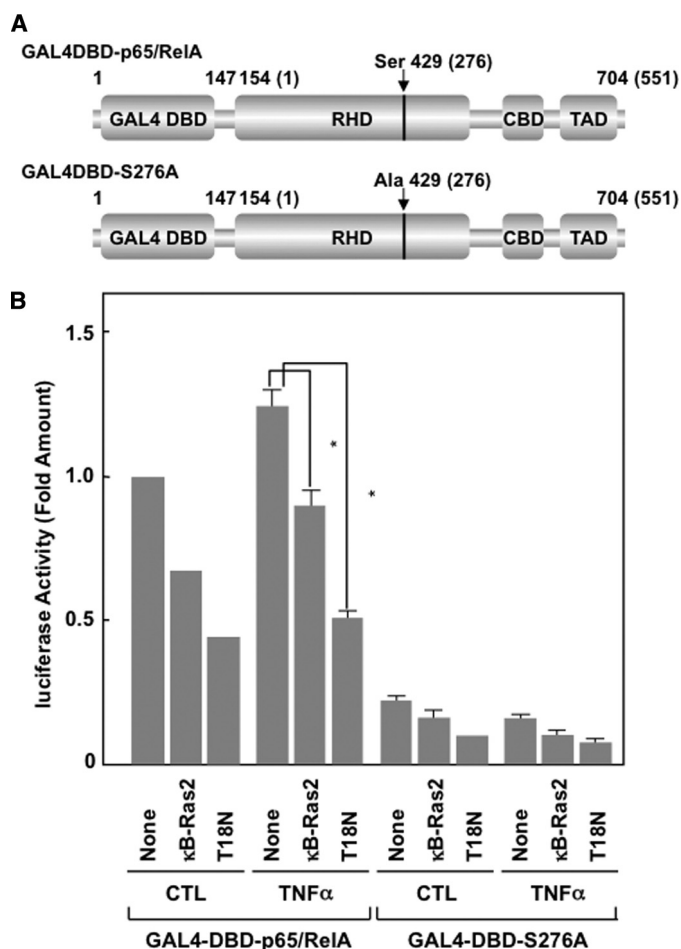 A
GAL4DBD-p65/RelA
Ser 429 (276)
1 147 154 (1) 704 (551)
GAL4 DBD RHD CBD TAD
GAL4DBD-S276A
Ala 429 (276)
1 147 154 (1) 704 (551)
GAL4 DBD RHD CBD TAD
B
luciferase Activity (Fold Amount)
1.5
1.0
0.5
0
*
*
None κB-Ras2 T18N None κB-Ras2 T18N None κB-Ras2 T18N None κB-Ras2 T18N
CTL TNFα CTL TNFα
GAL4-DBD-p65/RelA GAL4-DBD-S276A